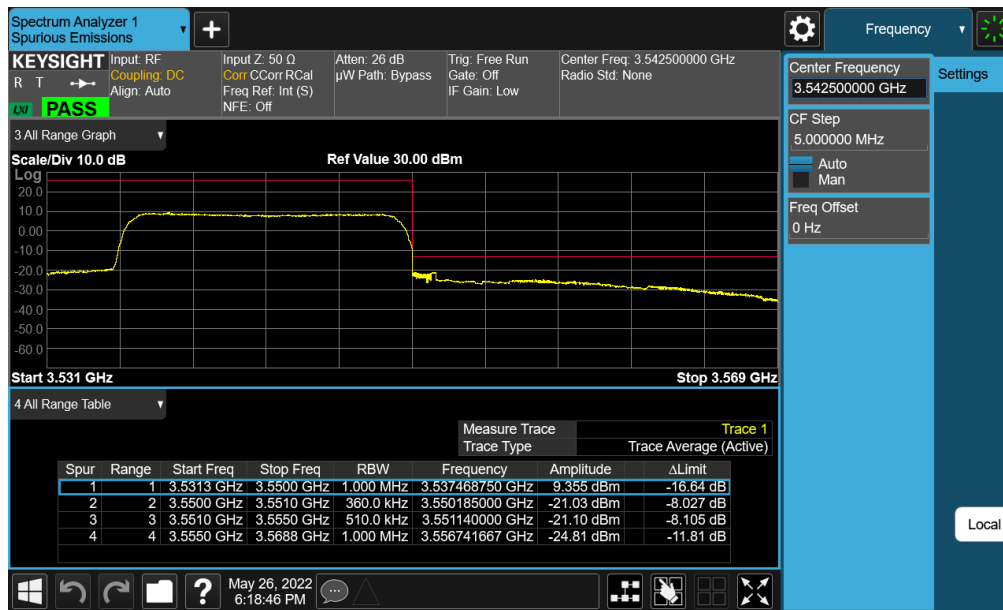 Spectrum Analyzer 1
Spurious Emissions
+
Frequency
KEYSIGHT
R T
LXI PASS
Input: RF
Coupling: DC
Align: Auto
Input Z: 50 Ω
Corr CCorr RCal
Freq Ref: Int (S)
NFE: Off
Atten: 26 dB
µW Path: Bypass
Trig: Free Run
Gate: Off
IF Gain: Low
Center Freq: 3.542500000 GHz
Radio Std: None
Center Frequency
3.542500000 GHz
Settings
CF Step
5.000000 MHz
Auto
Man
Freq Offset
0 Hz
Local
3 All Range Graph
Scale/Div 10.0 dB Ref Value 30.00 dBm
Log
20.0
10.0
0.00
-10.0
-20.0
-30.0
-40.0
-50.0
-60.0
Start 3.531 GHz Stop 3.569 GHz
4 All Range Table
Measure Trace Trace 1
Trace Type Trace Average (Active)
Spur Range Start Freq Stop Freq RBW Frequency Amplitude ΔLimit
1 1 3.5313 GHz 3.5500 GHz 1.000 MHz 3.537468750 GHz 9.355 dBm -16.64 dB
2 2 3.5500 GHz 3.5510 GHz 360.0 kHz 3.550185000 GHz -21.03 dBm -8.027 dB
3 3 3.5510 GHz 3.5550 GHz 510.0 kHz 3.551140000 GHz -21.10 dBm -8.105 dB
4 4 3.5550 GHz 3.5688 GHz 1.000 MHz 3.556741667 GHz -24.81 dBm -11.81 dB
?
May 26, 2022
6:18:46 PM